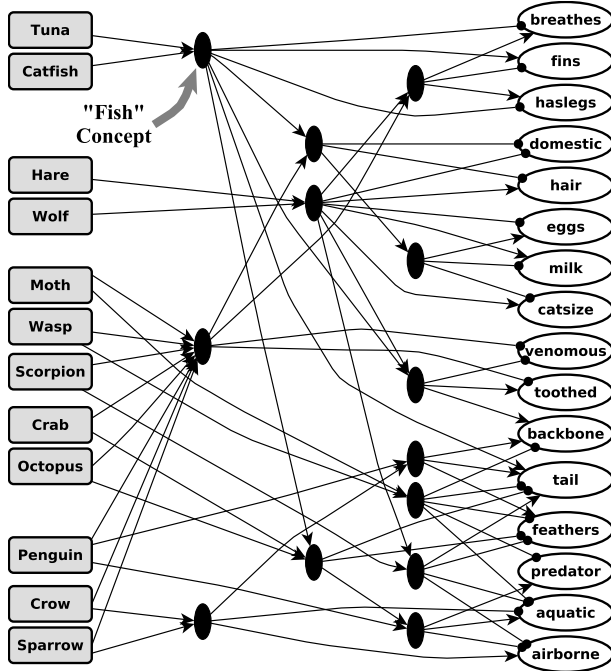 Tuna
Catfish
"Fish"
Concept
Hare
Wolf
Moth
Wasp
Scorpion
Crab
Octopus
Penguin
Crow
Sparrow
breathes
fins
haslegs
domestic
hair
eggs
milk
catsize
venomous
toothed
backbone
tail
feathers
predator
aquatic
airborne